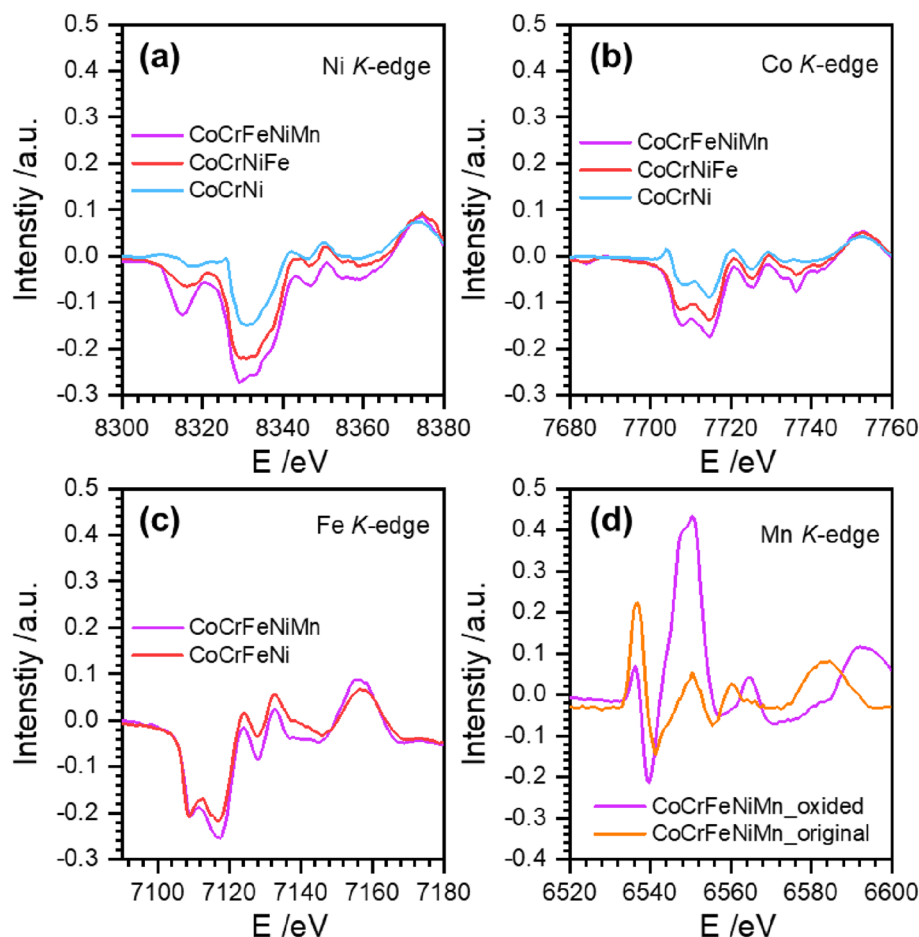 (a)
Ni K-edge
CoCrFeNiMn
CoCrNiFe
CoCrNi
0.5
0.4
0.3
0.2
0.1
0.0
-0.1
-0.2
-0.3
8300 8320 8340 8360 8380
E /eV
Intenstiy /a.u.
(b)
Co K-edge
CoCrFeNiMn
CoCrNiFe
CoCrNi
0.5
0.4
0.3
0.2
0.1
0.0
-0.1
-0.2
-0.3
7680 7700 7720 7740 7760
E /eV
Intenstiy /a.u.
(c)
Fe K-edge
CoCrFeNiMn
CoCrFeNi
0.5
0.4
0.3
0.2
0.1
0.0
-0.1
-0.2
-0.3
7100 7120 7140 7160 7180
E /eV
Intenstiy /a.u.
(d)
Mn K-edge
0.5
0.4
0.3
0.2
0.1
0.0
-0.1
-0.2
-0.3
-0.4
CoCrFeNiMn_oxided
CoCrFeNiMn_original
6520 6540 6560 6580 6600
E /eV
Intenstiy /a.u.